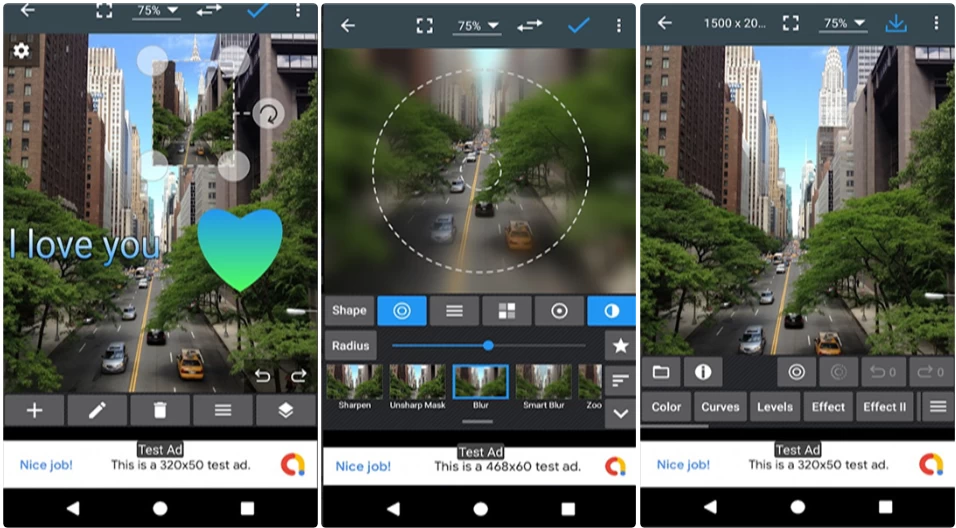 75%
I love you
Test Ad
Nice job!
This is a 320x50 test ad.
75%
Shape
Radius
Sharpen
Unsharp Mask
Blur
Smart Blur
Zoo
Test Ad
Nice job!
This is a 468x60 test ad.
1500 x 20...
75%
0
0
Color
Curves
Levels
Effect
Effect II
Test Ad
Nice job!
This is a 320x50 test ad.